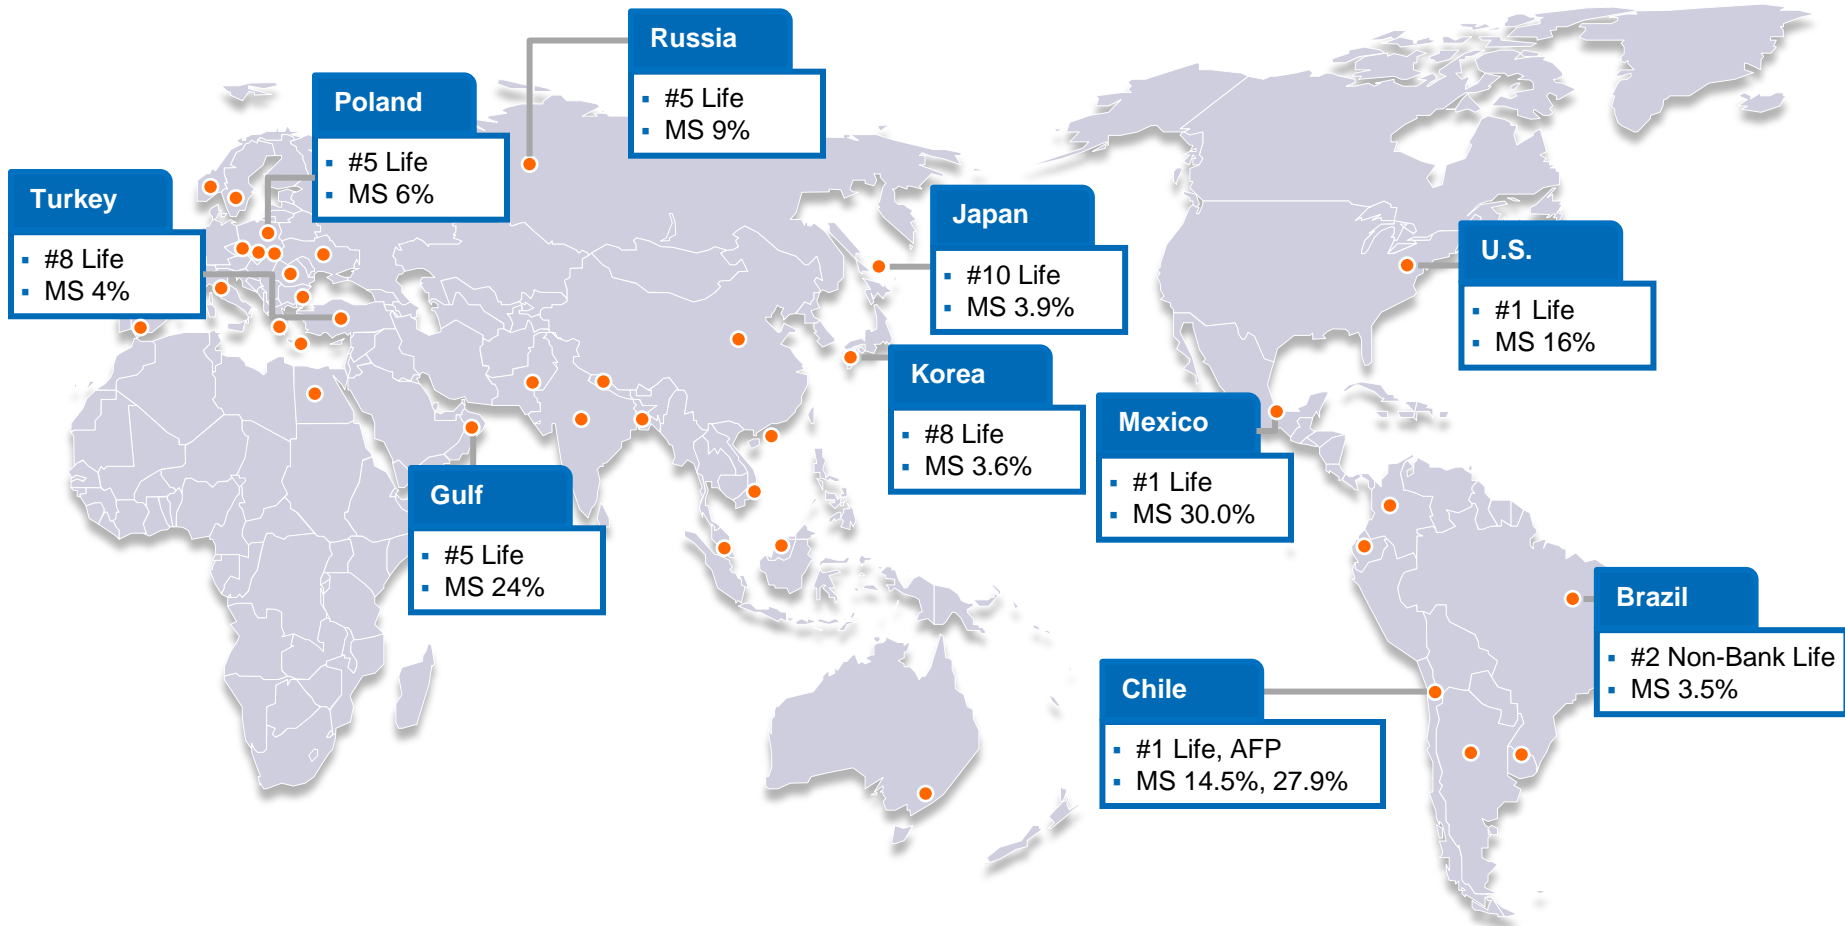 Russia
▪ #5 Life
▪ MS 9%
Poland
▪ #5 Life
▪ MS 6%
Turkey
▪ #8 Life
▪ MS 4%
Japan
▪ #10 Life
▪ MS 3.9%
U.S.
▪ #1 Life
▪ MS 16%
Korea
▪ #8 Life
▪ MS 3.6%
Mexico
▪ #1 Life
▪ MS 30.0%
Gulf
▪ #5 Life
▪ MS 24%
Brazil
▪ #2 Non-Bank Life
▪ MS 3.5%
Chile
▪ #1 Life, AFP
▪ MS 14.5%, 27.9%